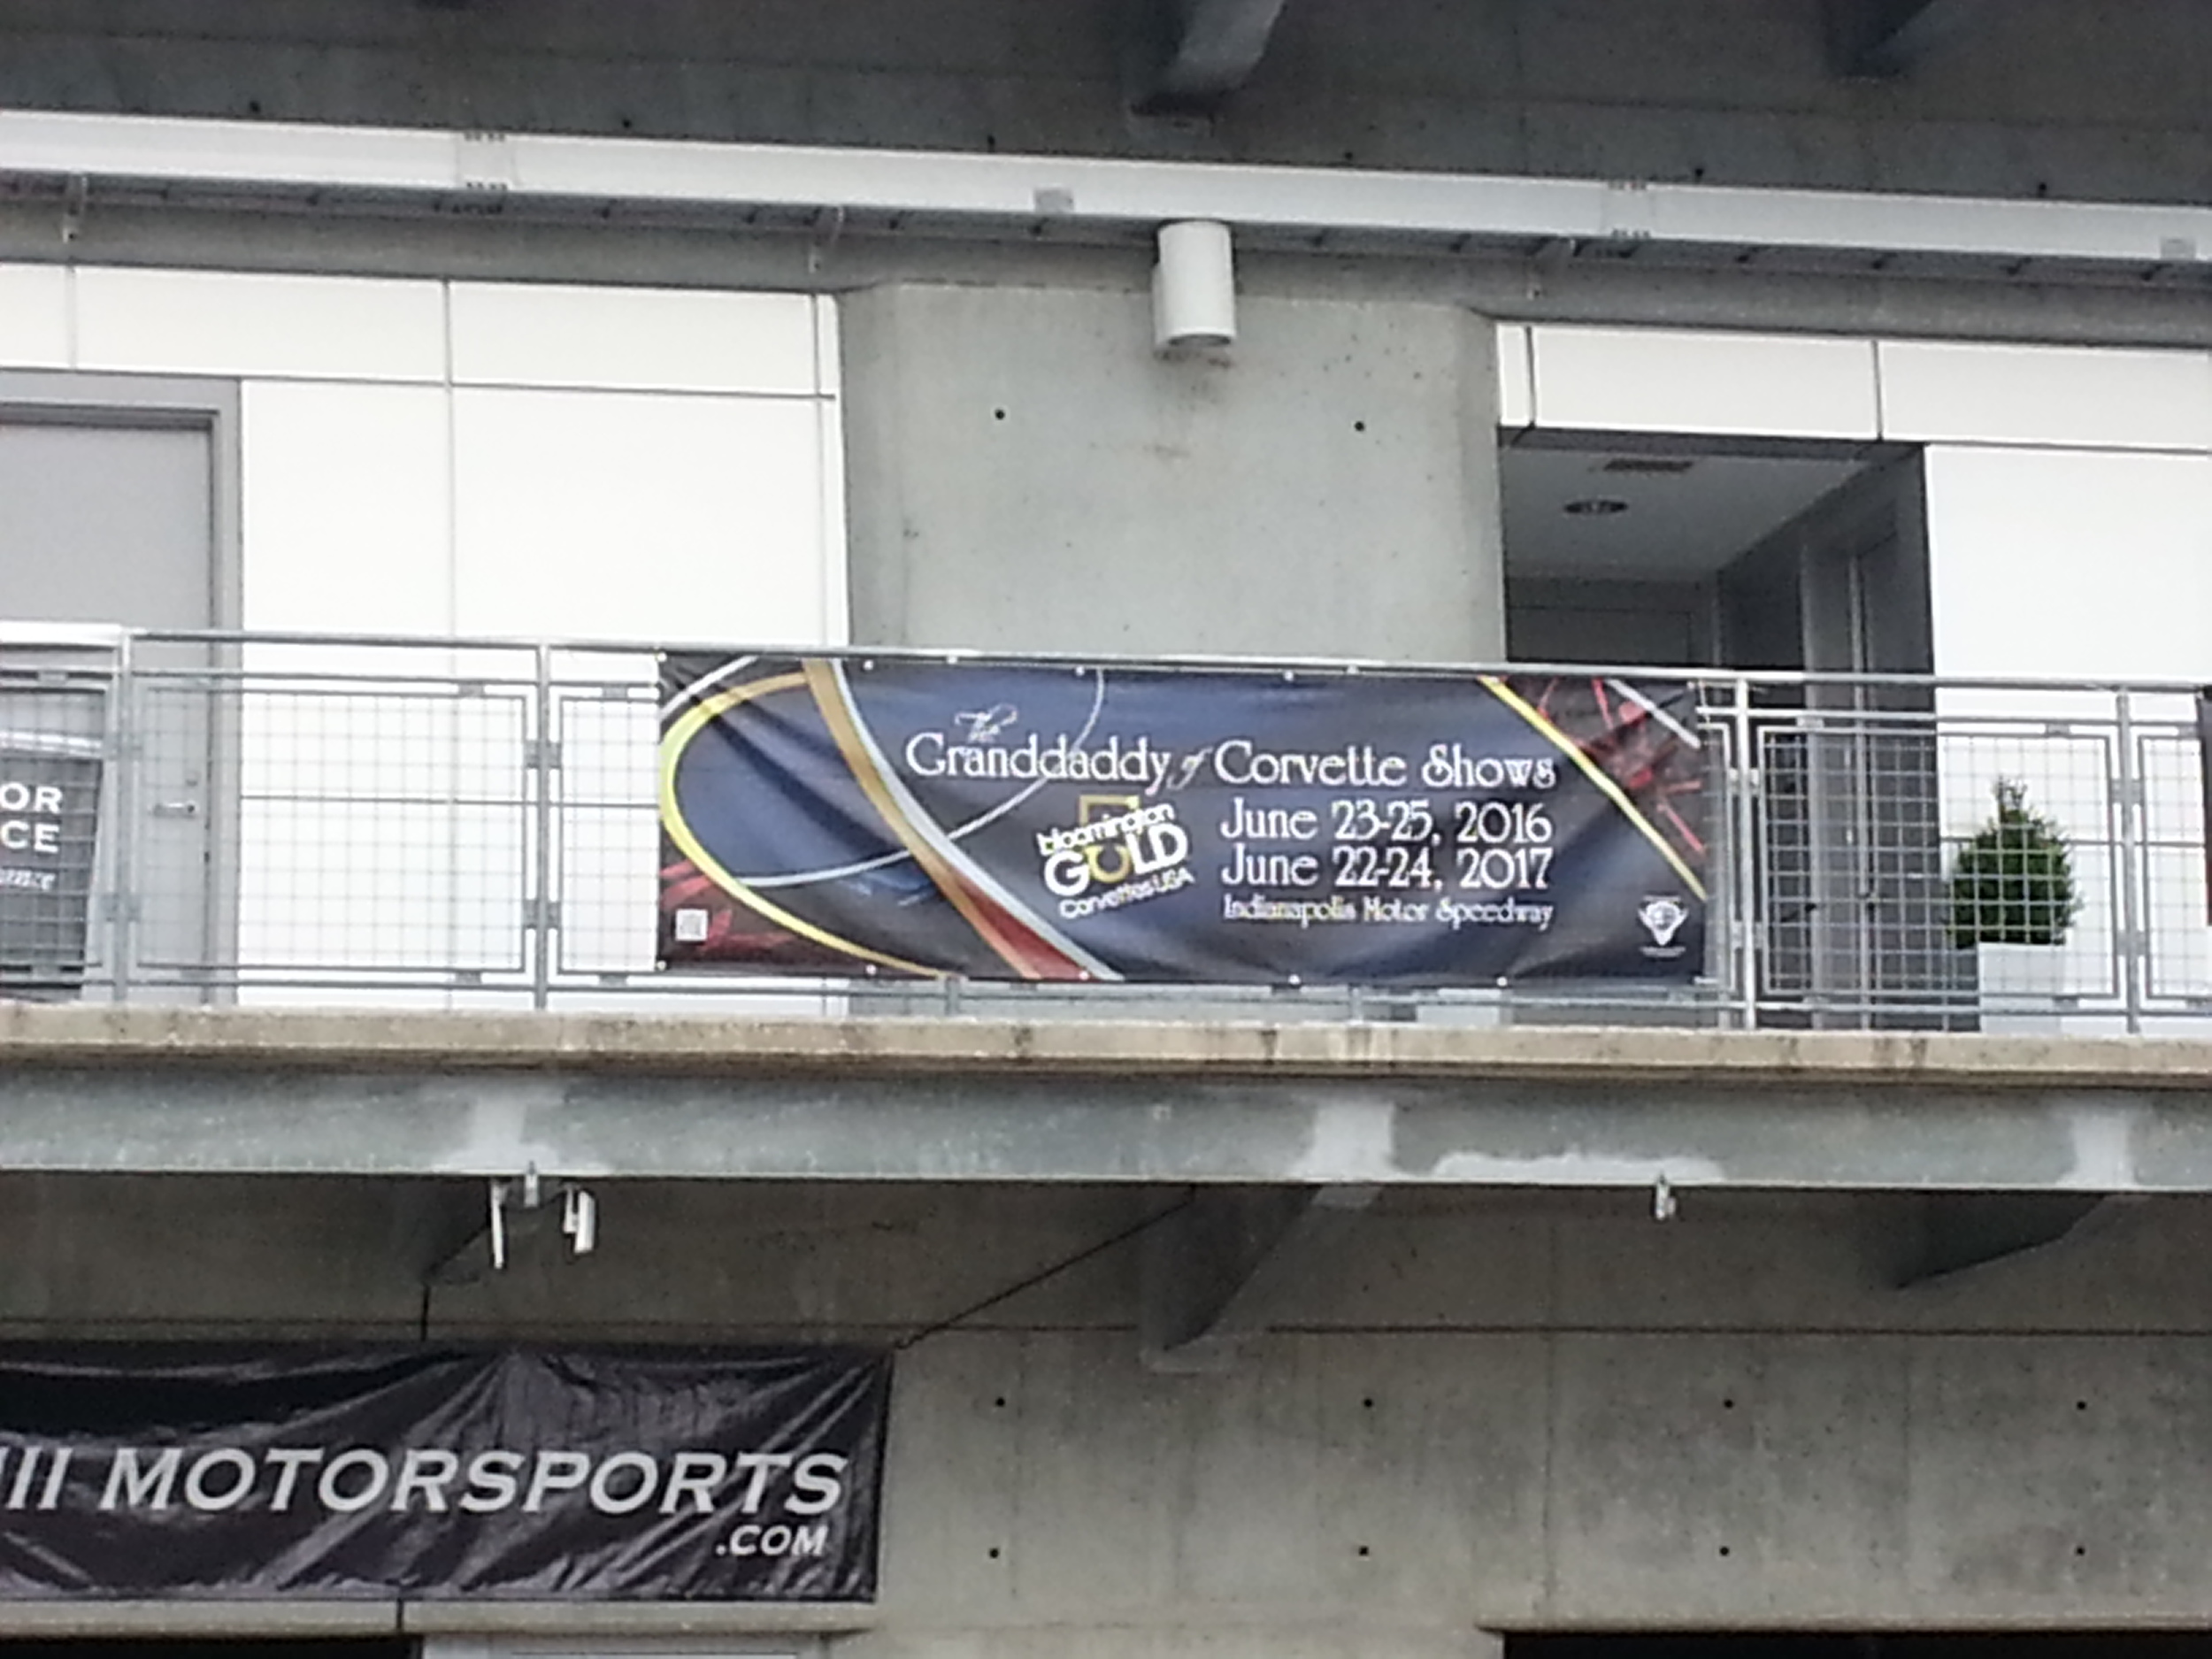 OR
CE
The
Granddaddy of Corvette Shows
bloomington
GOLD
Corvettes USA
June 23-25, 2016
June 22-24, 2017
Indianapolis Motor Speedway
III MOTORSPORTS
.COM